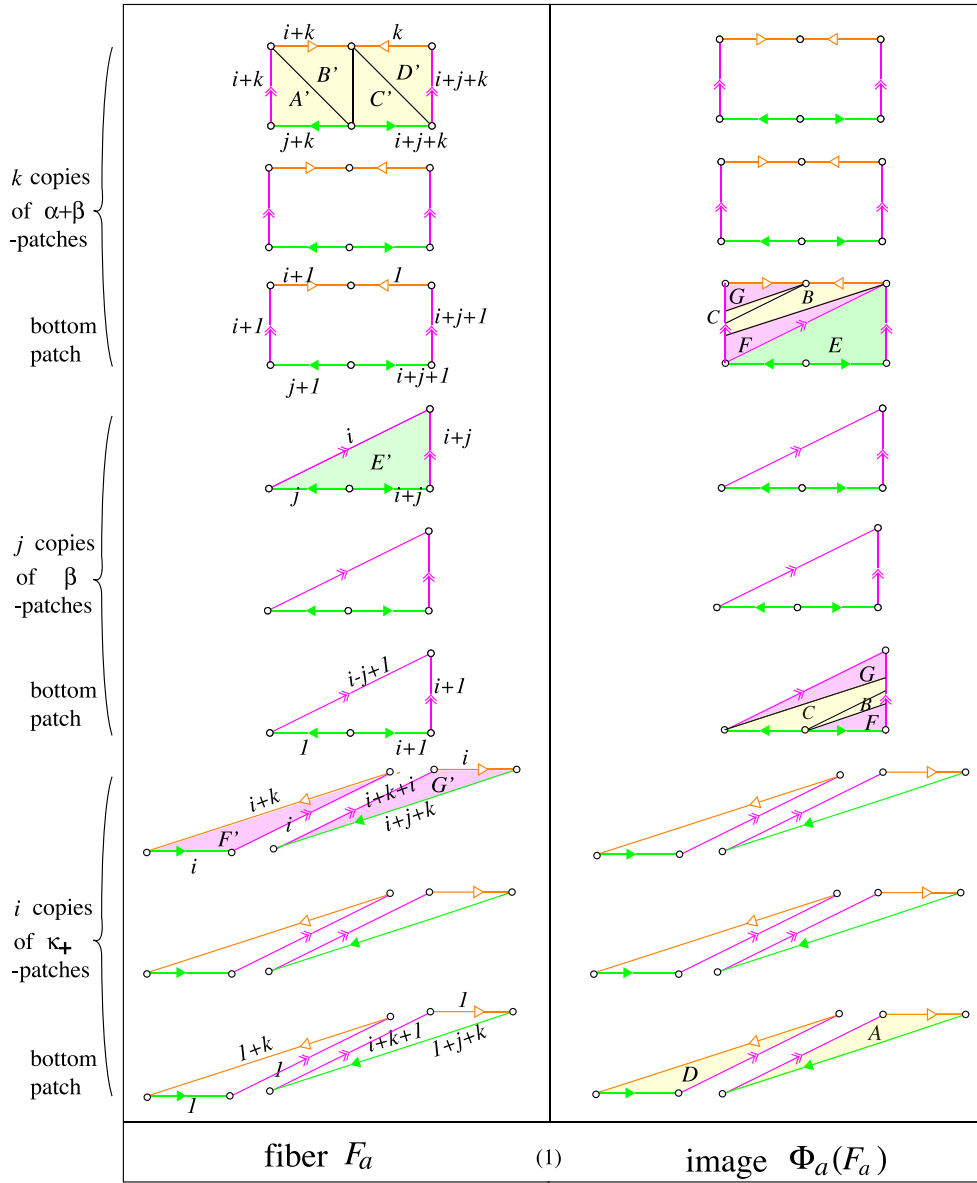 i+k k
i+k B' D' i+j+k
A' C'
j+k i+j+k
k copies
of α+β
-patches
i+1 1
G B
i+1 i+j+1 C
bottom
patch
F E
j+1 i+j+1
i i+j
E'
j i+j
j copies
of β
-patches
i-j+1
G
bottom
patch
i+1 C B
F
1 i+1
i
i+k i+k+i G'
F' i i+j+k
i
i copies
of κ+
-patches
1
1+k i+k+1 1+j+k A
bottom
patch
1 D
1
fiber Fa (1) image Φa(Fa)